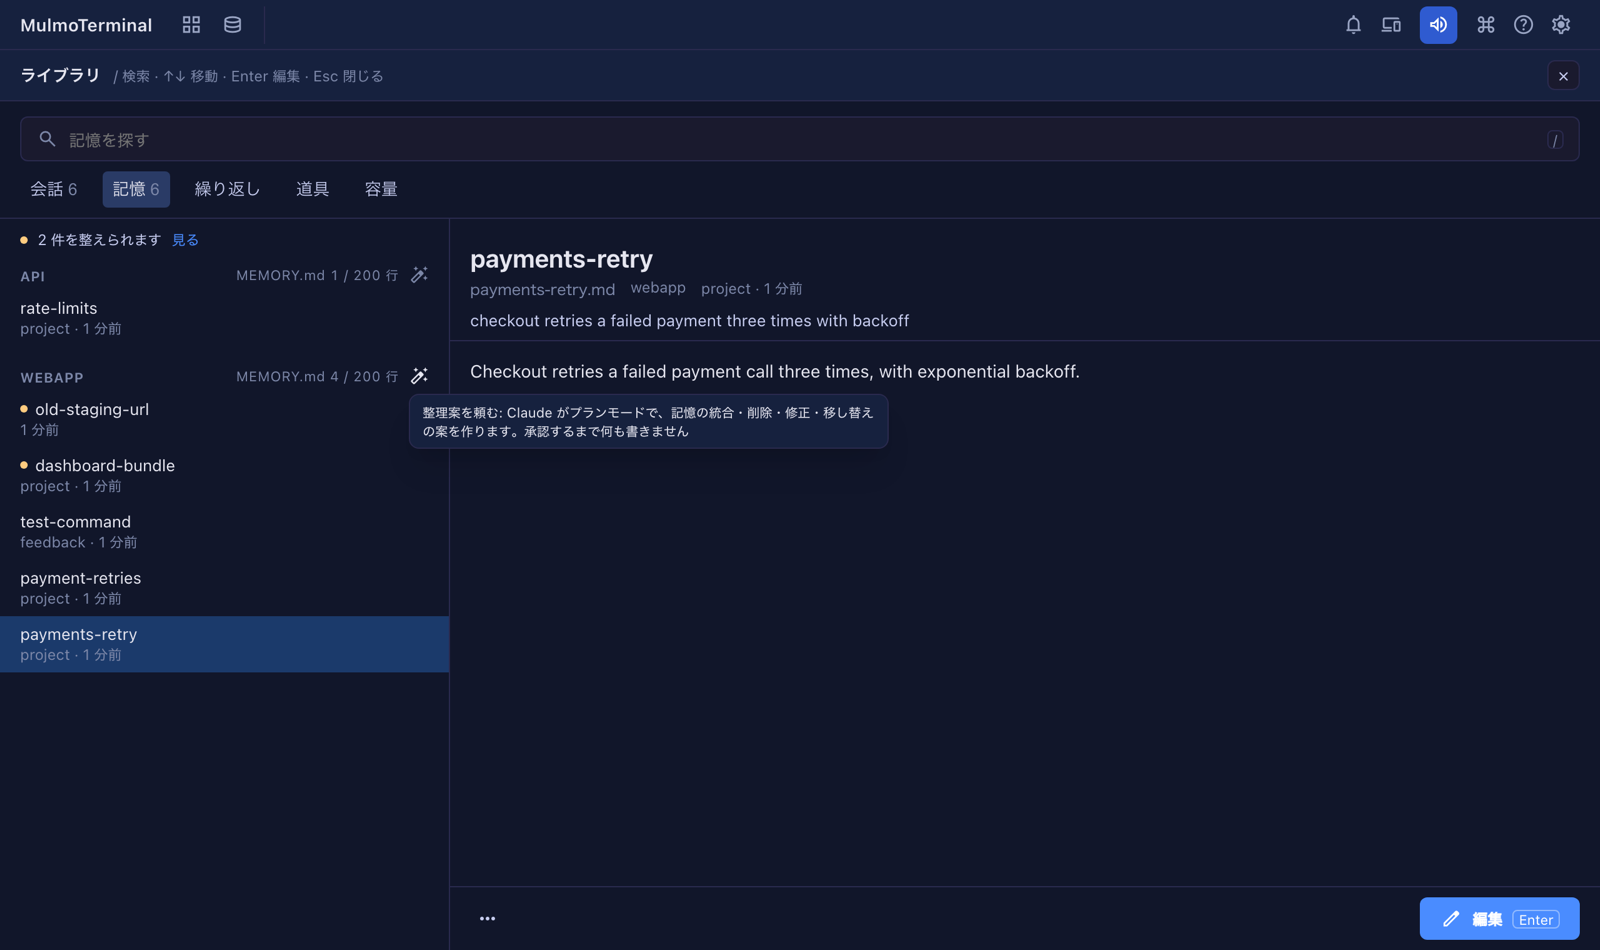 MulmoTerminal
ライブラリ / 検索 · ↑↓ 移動 · Enter 編集 · Esc 閉じる
記憶を探す /
会話 6 記憶 6 繰り返し 道具 容量
2 件を整えられます 見る
API MEMORY.md 1 / 200 行
rate-limits
project · 1 分前
WEBAPP MEMORY.md 4 / 200 行
old-staging-url
1 分前
dashboard-bundle
project · 1 分前
test-command
feedback · 1 分前
payment-retries
project · 1 分前
payments-retry
project · 1 分前
payments-retry
payments-retry.md webapp project · 1 分前
checkout retries a failed payment three times with backoff
Checkout retries a failed payment call three times, with exponential backoff.
整理案を頼む: Claude がプランモードで、記憶の統合・削除・修正・移し替え
の案を作ります。承認するまで何も書きません
編集 Enter